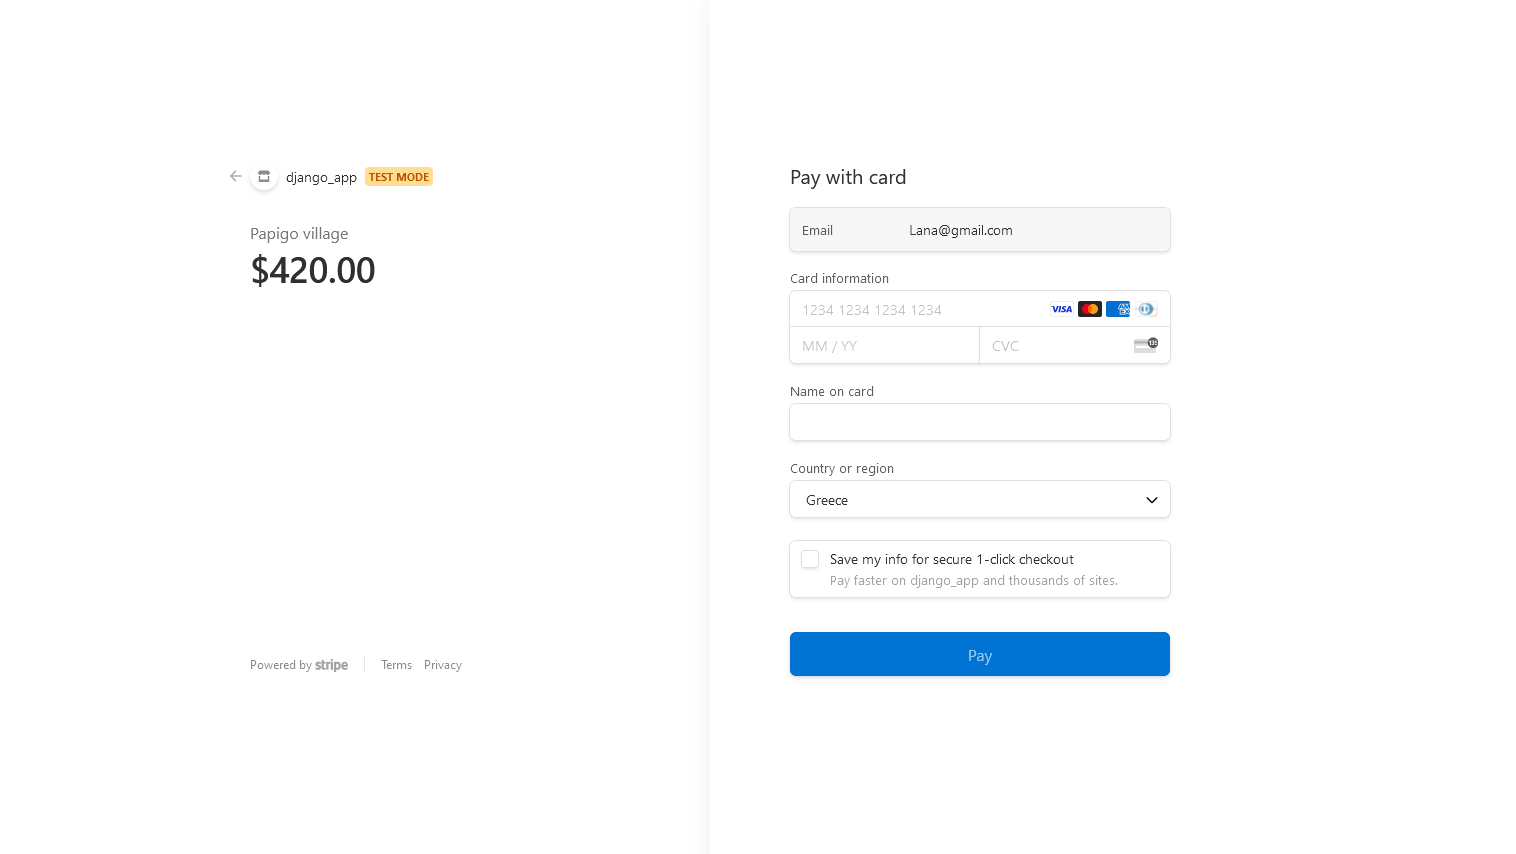 django_app TEST MODE
Papigo village
$420.00
Powered by stripe Terms Privacy
Pay with card
Email Lana@gmail.com
Card information
1234 1234 1234 1234 VISA AMEX
MM / YY CVC 135
Name on card
Country or region
Greece
Save my info for secure 1-click checkout
Pay faster on django_app and thousands of sites.
Pay